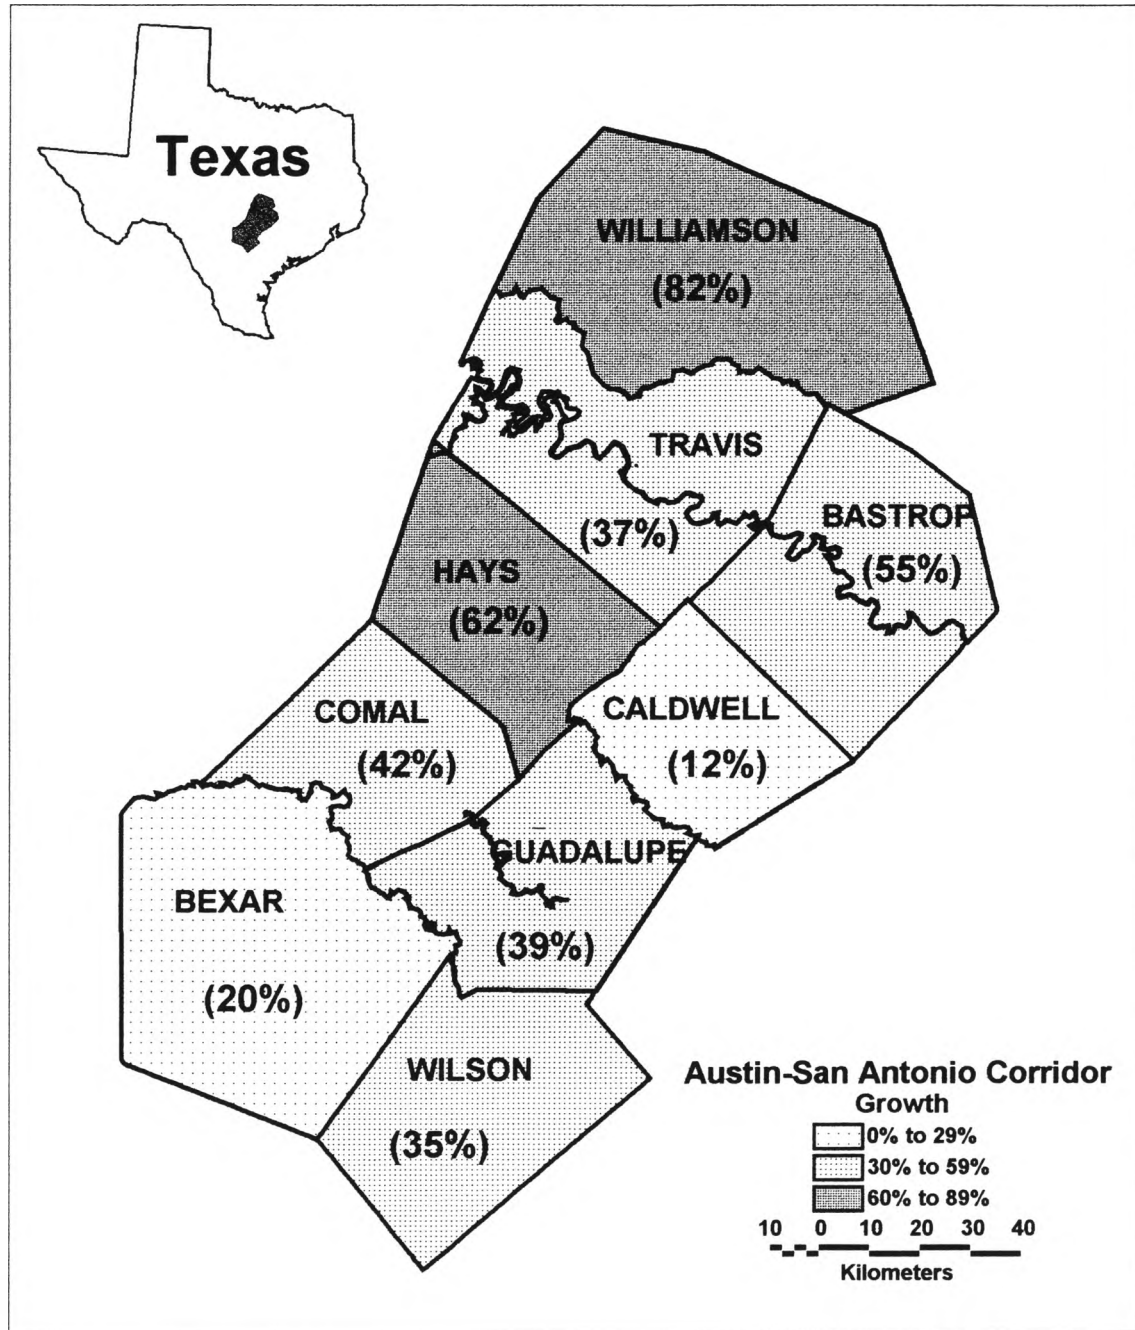 Texas
WILLIAMSON
(82%)
TRAVIS
(37%)
BASTROP
(55%)
HAYS
(62%)
COMAL
(42%)
CALDWELL
(12%)
GUADALUPE
(39%)
BEXAR
(20%)
WILSON
(35%)
Austin-San Antonio Corridor
Growth
0% to 29%
30% to 59%
60% to 89%
10 0 10 20 30 40
Kilometers